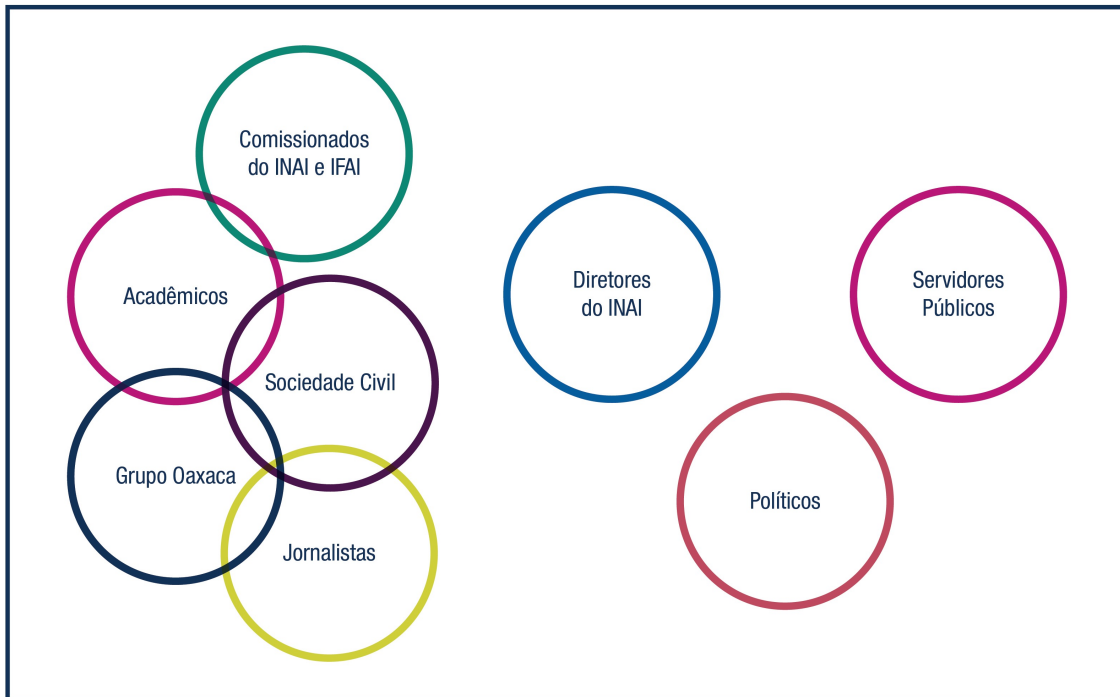 Comissionados
do INAI e IFAI
Acadêmicos
Sociedade Civil
Grupo Oaxaca
Jornalistas
Diretores
do INAI
Servidores
Públicos
Políticos